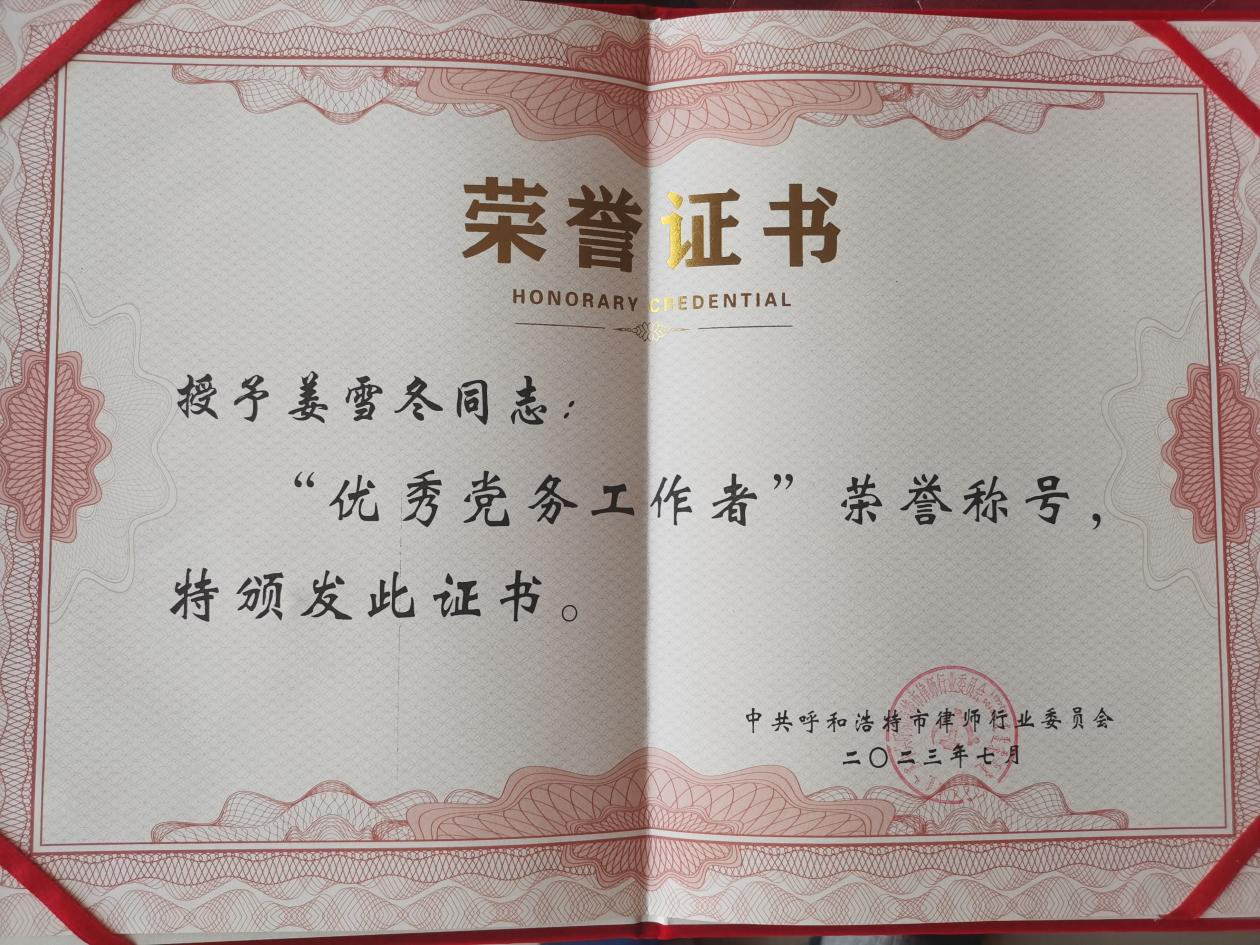 荣誉证书
HONORARY CREDENTIAL
授予姜雪冬同志：
“优秀党务工作者”荣誉称号，
特颁发此证书。
中共呼和浩特市律师行业委员会
二〇二三年七月